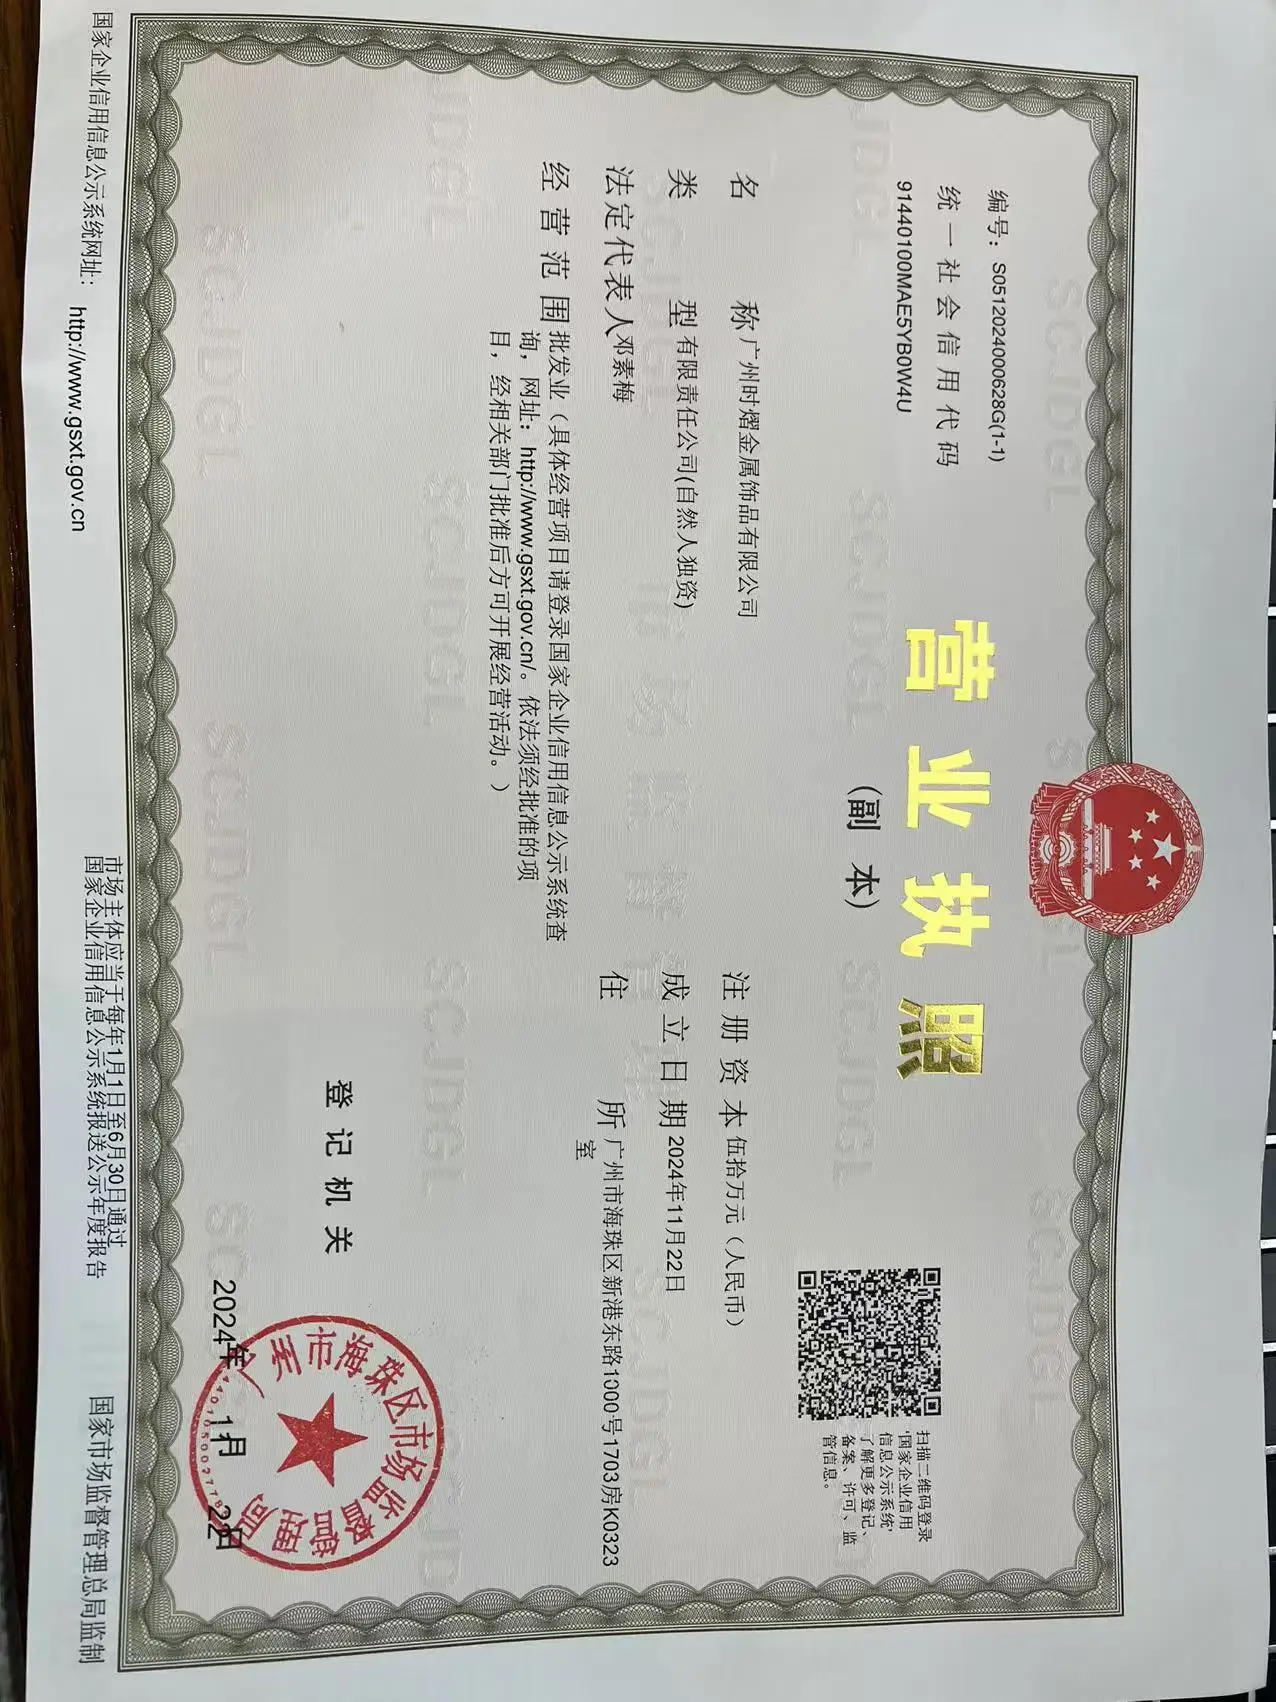 编号：S0512024000628G(1-1)
统一社会信用代码
91440100MAE5YB0W4U
营业执照
（副 本）
扫描二维码登录
‘国家企业信用
信息公示系统’
了解更多登记、
备案、许可、监
管信息。
名称 广州时熠金属饰品有限公司
类型 有限责任公司(自然人独资)
法定代表人 邓素梅
经营范围 批发业（具体经营项目请登录国家企业信用信息公示系统查
询，网址：http://www.gsxt.gov.cn/。依法须经批准的项
目，经相关部门批准后方可开展经营活动。）
注册资本 伍拾万元（人民币）
成立日期 2024年11月22日
住所 广州市海珠区新港东路1000号1703房K0323
室
登记机关
广州市海珠区市场监督管理局
2024年 11月 22日
国家企业信用信息公示系统网址： http://www.gsxt.gov.cn
市场主体应当于每年1月1日至6月30日通过
国家企业信用信息公示系统报送公示年度报告
国家市场监督管理总局监制